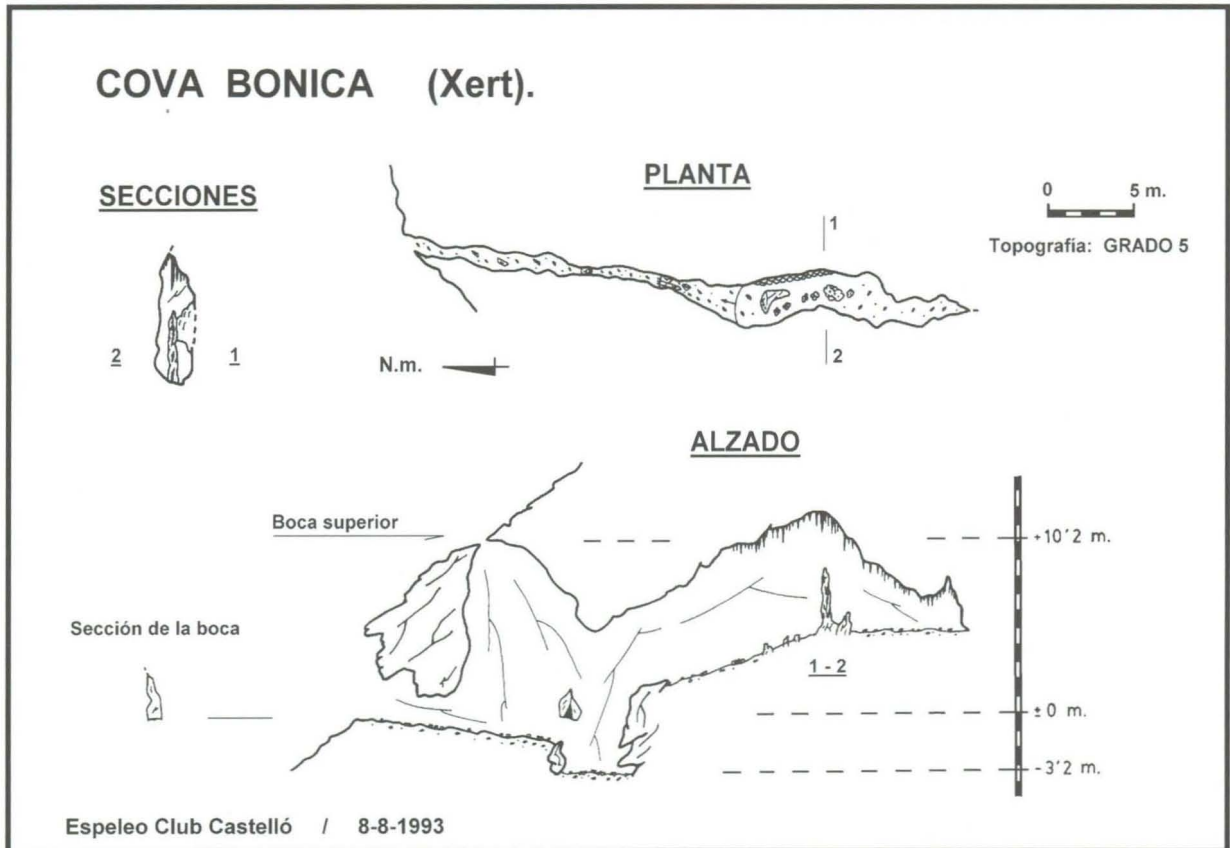 COVA BONICA (Xert).
SECCIONES
PLANTA
0 5 m.
Topografía: GRADO 5
1
2
2 1
N.m.
ALZADO
Boca superior
+10'2 m.
Sección de la boca
1-2
±0 m.
-3'2 m.
Espeleo Club Castelló / 8-8-1993